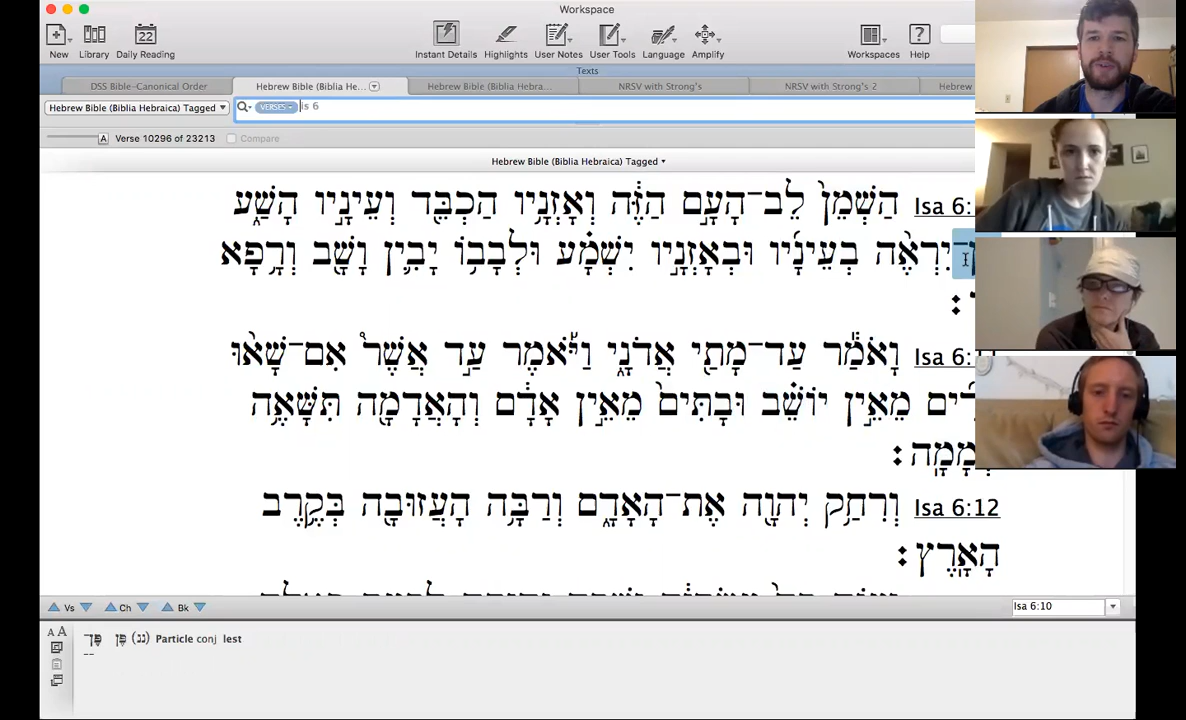 Workspace
New Library Daily Reading Instant Details Highlights User Notes User Tools Language Amplify Workspaces Help
22
Texts
DSS Bible–Canonical Order Hebrew Bible (Biblia He... Hebrew Bible (Biblia Hebra... NRSV with Strong's NRSV with Strong's 2 Hebrew
Hebrew Bible (Biblia Hebraica) Tagged VERSES is 6
A Verse 10296 of 23213 Compare
Hebrew Bible (Biblia Hebraica) Tagged
Isa 6: הַשְׁמֵן֙ לֵב־הָעָ֣ם הַזֶּ֔ה וְאׇזְנָ֥יו הַכְבֵּ֖ד וְעֵינָ֣יו הָשַׁ֑ע
יִרְאֶ֨ה בְעֵינָ֜יו וּבְאׇזְנָ֣יו יִשְׁמָ֗ע וּלְבָב֥וֹ יָבִ֛ין וָשָׁ֖ב וְרָ֥פָא
Isa 6: וָאֹמַ֕ר עַד־מָתַ֖י אֲדֹנָ֑י וַיֹּ֡אמֶר עַ֣ד אֲשֶׁר֩ אִם־שָׁא֨וּ
מֵאֵ֣ין יוֹשֵׁ֗ב וּבָתִּים֙ מֵאֵ֣ין אָדָ֔ם וְהָאֲדָמָ֖ה תִּשָּׁאֶ֥ה
Isa 6:12 וְרִחַ֥ק יְהוָ֖ה אֶת־הָאָדָ֑ם וְרַבָּ֥ה הָעֲזוּבָ֖ה בְּקֶ֥רֶב
הָאָֽרֶץ׃
Vs Ch Bk Isa 6:10
A A פֶּן־ פֶּן (ננ) Particle conj lest
--